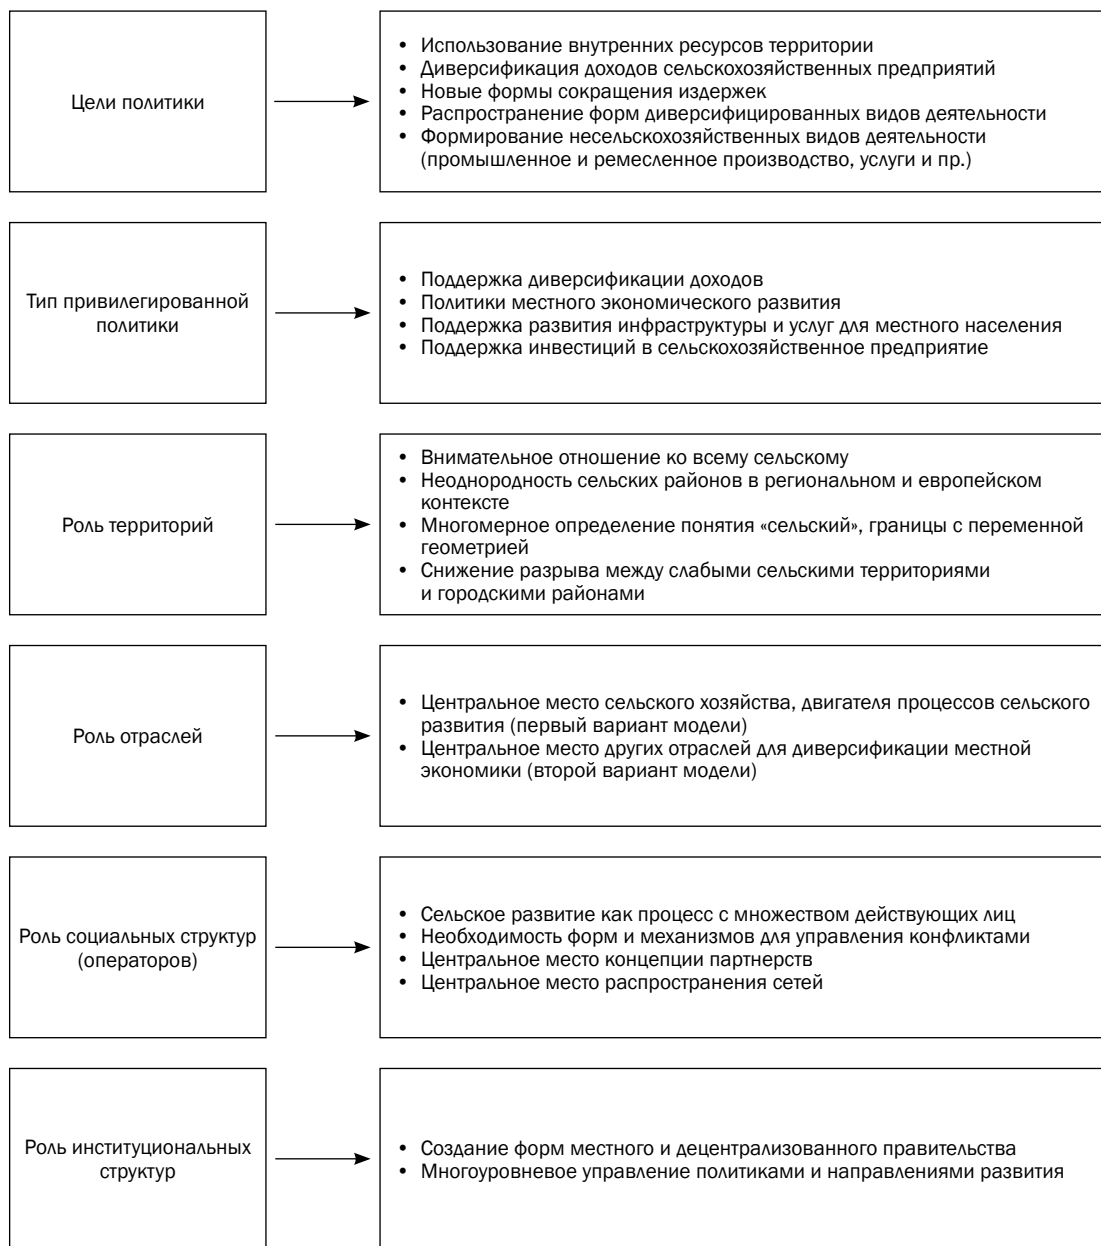 Цели политики
• Использование внутренних ресурсов территории
• Диверсификация доходов сельскохозяйственных предприятий
• Новые формы сокращения издержек
• Распространение форм диверсифицированных видов деятельности
• Формирование несельскохозяйственных видов деятельности
(промышленное и ремесленное производство, услуги и пр.)
Тип привилегированной
политики
• Поддержка диверсификации доходов
• Политики местного экономического развития
• Поддержка развития инфраструктуры и услуг для местного населения
• Поддержка инвестиций в сельскохозяйственное предприятие
Роль территорий
• Внимательное отношение ко всему сельскому
• Неоднородность сельских районов в региональном и европейском
контексте
• Многомерное определение понятия «сельский», границы с переменной
геометрией
• Снижение разрыва между слабыми сельскими территориями
и городскими районами
Роль отраслей
• Центральное место сельского хозяйства, двигателя процессов сельского
развития (первый вариант модели)
• Центральное место других отраслей для диверсификации местной
экономики (второй вариант модели)
Роль социальных структур
(операторов)
• Сельское развитие как процесс с множеством действующих лиц
• Необходимость форм и механизмов для управления конфликтами
• Центральное место концепции партнерств
• Центральное место распространения сетей
Роль институциональных
структур
• Создание форм местного и децентрализованного правительства
• Многоуровневое управление политиками и направлениями развития